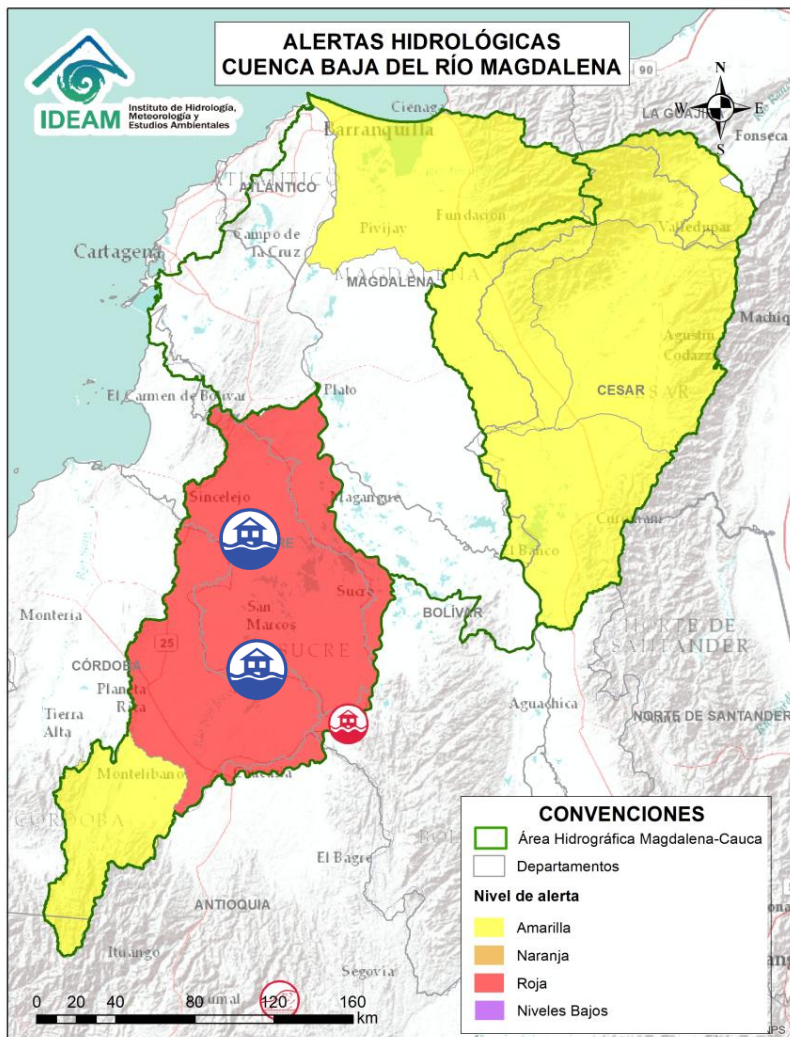 ALERTAS HIDROLÓGICAS
CUENCA BAJA DEL RÍO MAGDALENA
IDEAM
Instituto de Hidrología,
Meteorología y
Estudios Ambientales
N
W
E
S
90
Ciénaga
LA GUAJIRA
Fonseca
Barranquilla
ATLÁNTICO
Pivijay
Fundación
Valledupar
Campo de
la Cruz
Cartagena
MAGDALENA
MAGDALENA
Machiq
Agustín
Codazzi
CESAR
El Carmen de Bolívar
Plato
Sincelejo
Magangué
El Banco
Sucre
BOLÍVAR
San
Marcos
SUCRE
Montería
25
CÓRDOBA
Planeta
Rica
Tierra
Alta
NORTE DE
SANTANDER
Aguachica
NORTE DE SANTANDER
Montelíbano
CÓRDOBA
El Bagre
ANTIOQUIA
Ituango
Segovia
0 20 40 80 120 160
km
CONVENCIONES
Área Hidrográfica Magdalena-Cauca
Departamentos
Nivel de alerta
Amarilla
Naranja
Roja
Niveles Bajos